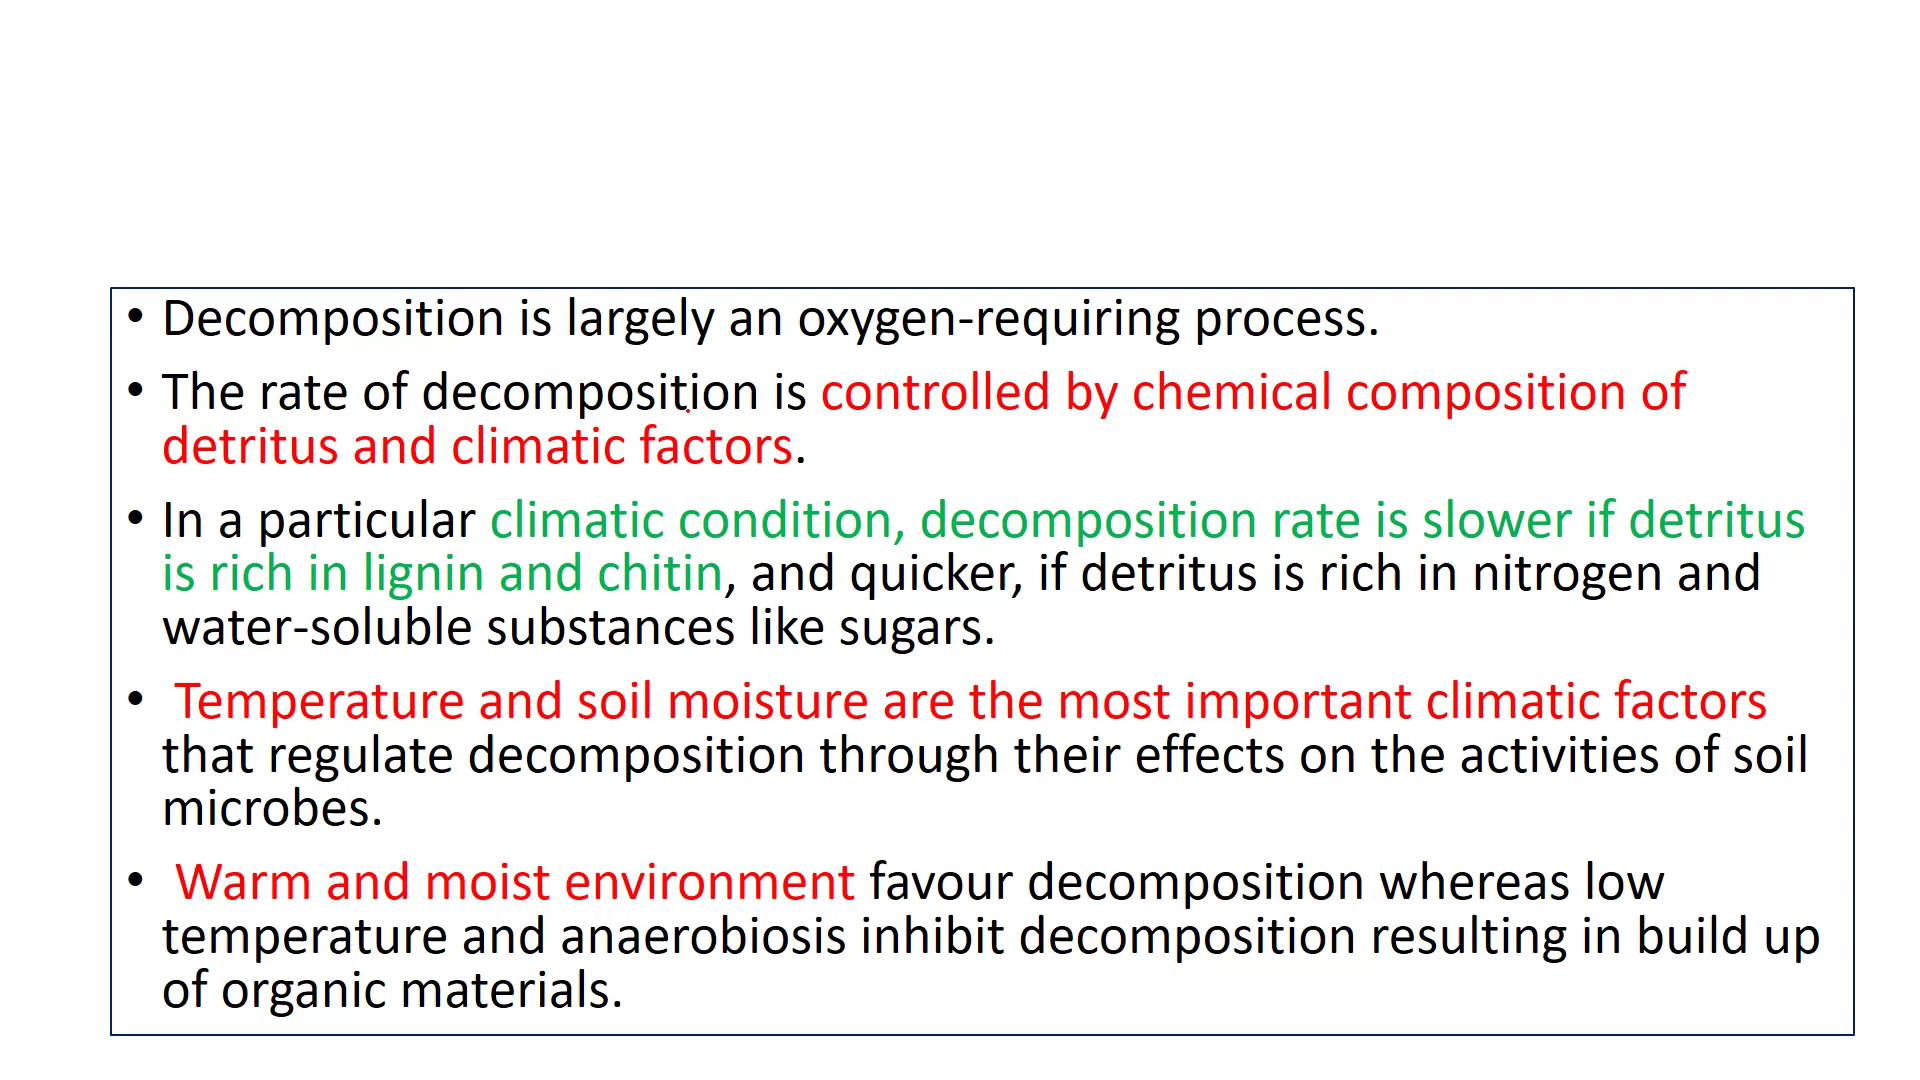 • Decomposition is largely an oxygen-requiring process.
• The rate of decomposition is controlled by chemical composition of
detritus and climatic factors.
• In a particular climatic condition, decomposition rate is slower if detritus
is rich in lignin and chitin, and quicker, if detritus is rich in nitrogen and
water-soluble substances like sugars.
• Temperature and soil moisture are the most important climatic factors
that regulate decomposition through their effects on the activities of soil
microbes.
• Warm and moist environment favour decomposition whereas low
temperature and anaerobiosis inhibit decomposition resulting in build up
of organic materials.